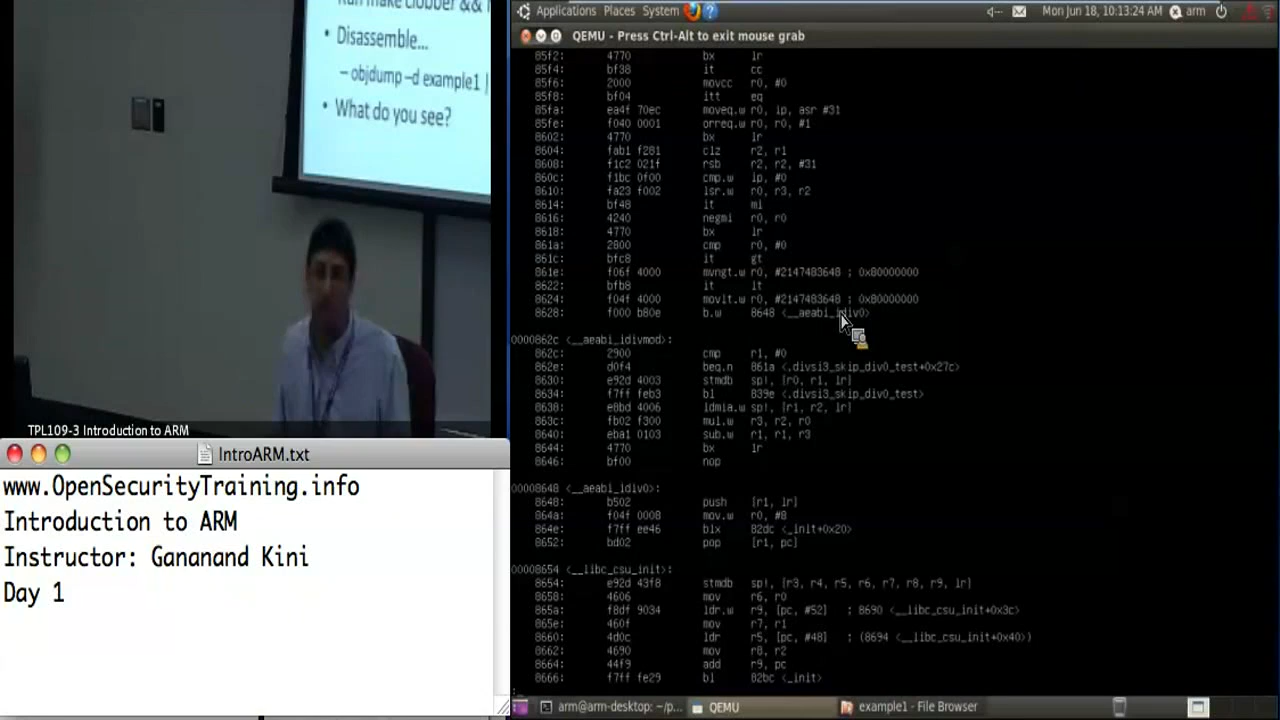 Run make clobber &&
• Disassemble…
– objdump –d example1 |
• What do you see?
TPL109-3 Introduction to ARM
IntroARM.txt
www.OpenSecurityTraining.info
Introduction to ARM
Instructor: Gananand Kini
Day 1
Applications Places System Mon Jun 18, 10:13:24 AM arm
QEMU - Press Ctrl-Alt to exit mouse grab
85f2: 4770 bx lr
85f4: bf38 it cc
85f6: 2000 movcc r0, #0
85f8: bf04 itt eq
85fa: ea4f 70ec moveq.w r0, ip, asr #31
85fe: f040 0001 orreq.w r0, r0, #1
8602: 4770 bx lr
8604: fab1 f281 clz r2, r1
8608: f1c2 021f rsb r2, r2, #31
860c: f1bc 0f00 cmp.w ip, #0
8610: fa23 f002 lsr.w r0, r3, r2
8614: bf48 it mi
8616: 4240 negmi r0, r0
8618: 4770 bx lr
861a: 2800 cmp r0, #0
861c: bfc8 it gt
861e: f06f 4000 mvngt.w r0, #2147483648 ; 0x80000000
8622: bfb8 it lt
8624: f04f 4000 movlt.w r0, #2147483648 ; 0x80000000
8628: f000 b80e b.w 8648 <__aeabi_idiv0>
0000862c <__aeabi_idivmod>:
862c: 2900 cmp r1, #0
862e: d0f4 beq.n 861a <.divsi3_skip_div0_test+0x27c>
8630: e92d 4003 stmdb sp!, {r0, r1, lr}
8634: f7ff feb3 bl 839e <.divsi3_skip_div0_test>
8638: e8bd 4006 ldmia.w sp!, {r1, r2, lr}
863c: fb02 f300 mul.w r3, r2, r0
8640: eba1 0103 sub.w r1, r1, r3
8644: 4770 bx lr
8646: bf00 nop
00008648 <__aeabi_idiv0>:
8648: b502 push {r1, lr}
864a: f04f 0008 mov.w r0, #8
864e: f7ff ee46 blx 82dc <_init+0x20>
8652: bd02 pop {r1, pc}
00008654 <__libc_csu_init>:
8654: e92d 43f8 stmdb sp!, {r3, r4, r5, r6, r7, r8, r9, lr}
8658: 4606 mov r6, r0
865a: f8df 9034 ldr.w r9, [pc, #52] ; 8690 <__libc_csu_init+0x3c>
865e: 460f mov r7, r1
8660: 4d0c ldr r5, [pc, #48] ; (8694 <__libc_csu_init+0x40>)
8662: 4690 mov r8, r2
8664: 44f9 add r9, pc
8666: f7ff fe29 bl 82bc <_init>
:
arm@arm-desktop: ~/p... QEMU example1 - File Browser